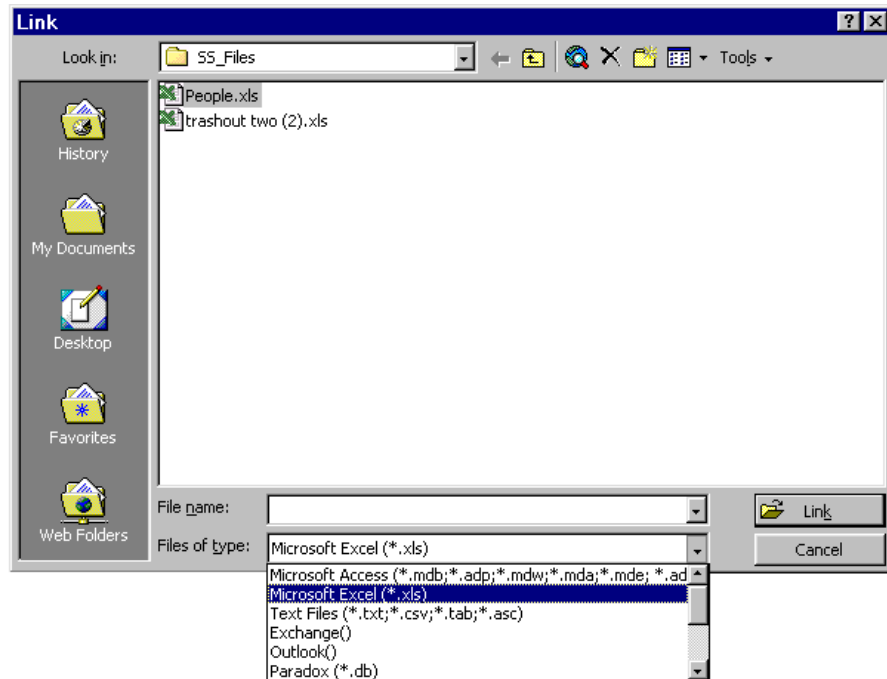 Link
Look in: SS_Files Tools
People.xls
trashout two (2).xls
History
My Documents
Desktop
Favorites
Web Folders
File name: Link
Files of type: Microsoft Excel (*.xls) Cancel
Microsoft Access (*.mdb;*.adp;*.mdw;*.mda;*.mde; *.ad
Microsoft Excel (*.xls)
Text Files (*.txt;*.csv;*.tab;*.asc)
Exchange()
Outlook()
Paradox (*.db)